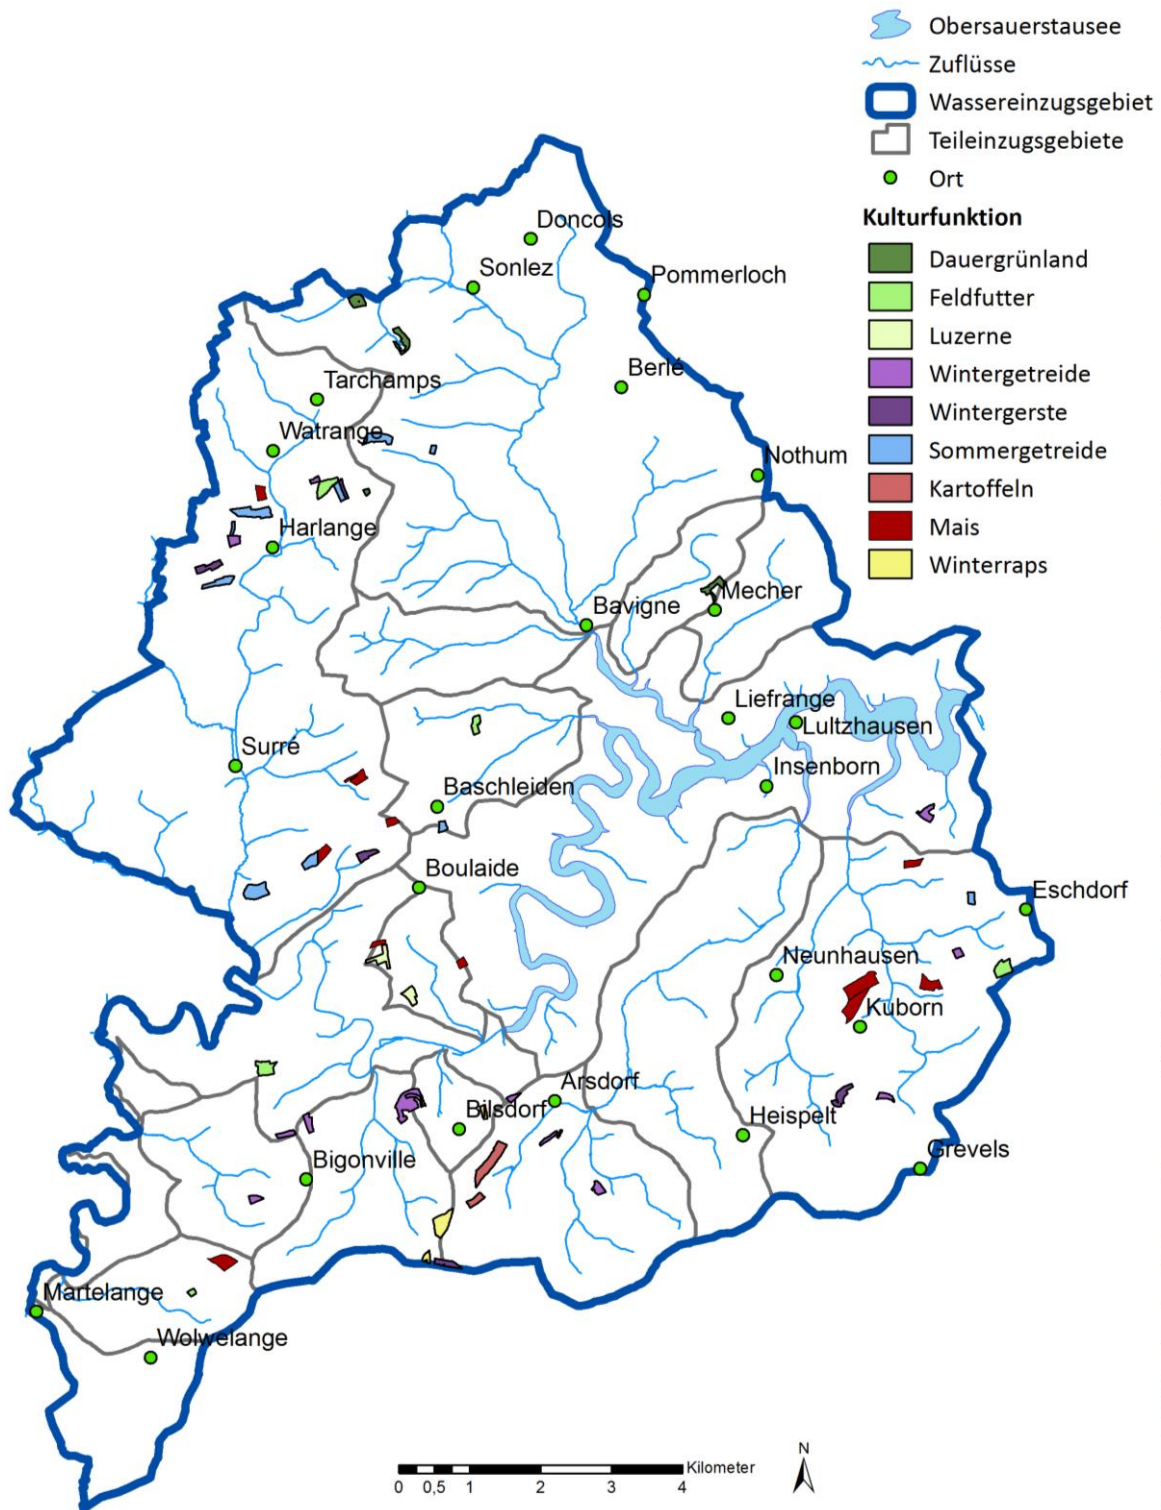 Obersauerstausee
Zuflüsse
Wassereinzugsgebiet
Teileinzugsgebiete
Ort
Kulturfunktion
Dauergrünland
Feldfutter
Luzerne
Wintergetreide
Wintergerste
Sommergetreide
Kartoffeln
Mais
Winterraps
Doncols
Sonlez
Pommerloch
Berlé
Tarchamps
Watrange
Nothum
Harlange
Mecher
Bavigne
Liefrange
Lultzhausen
Surré
Insenborn
Baschleiden
Boulaide
Eschdorf
Neunhausen
Kuborn
Arsdorf
Bilsdorf
Heispelt
Grevels
Bigonville
Martelange
Wolwelange
N
Kilometer
0 0,5 1 2 3 4